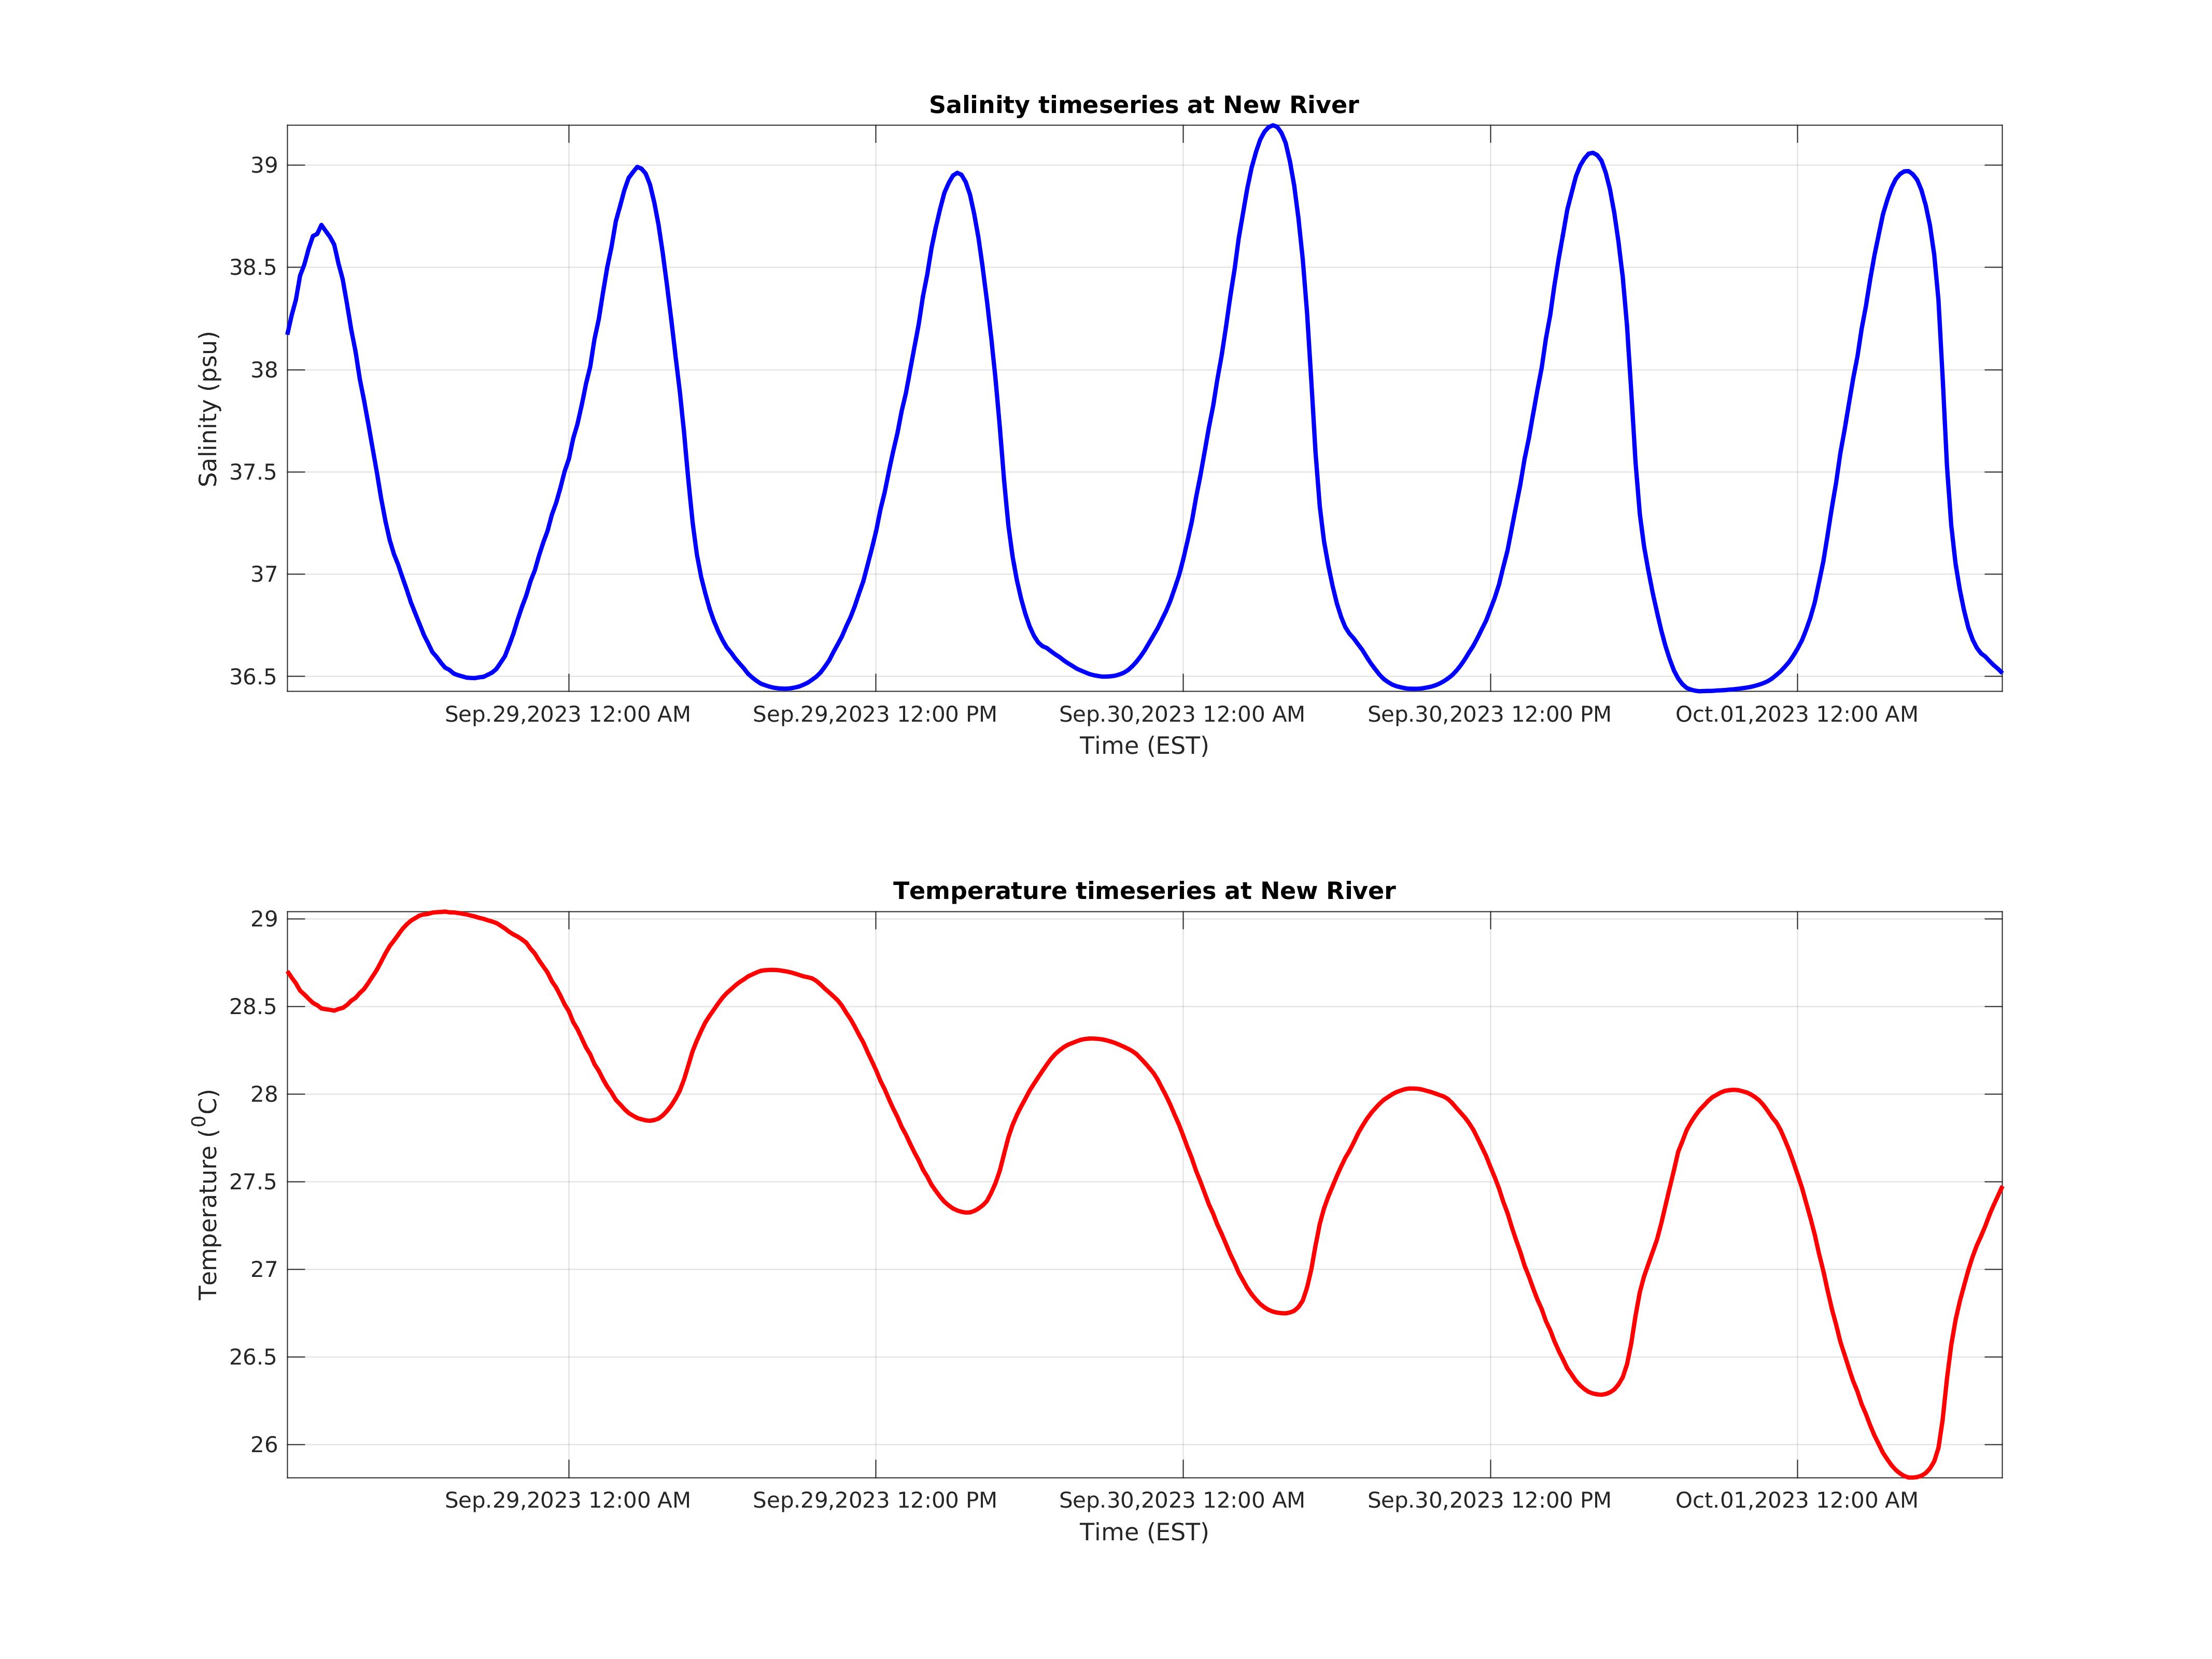 Salinity timeseries at New River
39
38.5
38
37.5
37
36.5
Salinity (psu)
Sep.29,2023 12:00 AM Sep.29,2023 12:00 PM Sep.30,2023 12:00 AM Sep.30,2023 12:00 PM Oct.01,2023 12:00 AM
Time (EST)
Temperature timeseries at New River
29
28.5
28
27.5
27
26.5
26
Temperature (⁰C)
Sep.29,2023 12:00 AM Sep.29,2023 12:00 PM Sep.30,2023 12:00 AM Sep.30,2023 12:00 PM Oct.01,2023 12:00 AM
Time (EST)